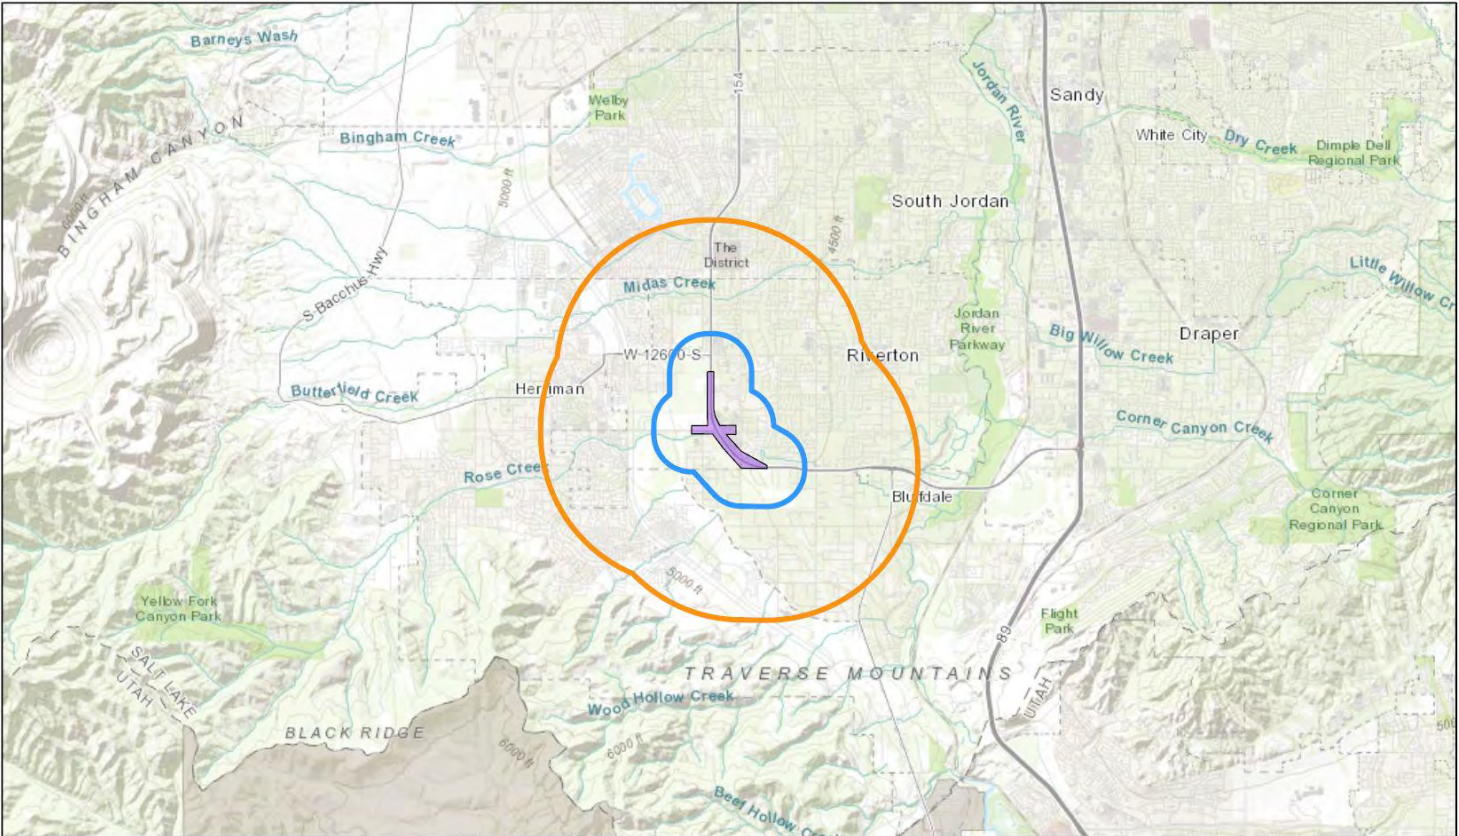 Barneys Wash
154
Jordan River
Sandy
Welby
Park
BINGHAM CANYON
Bingham Creek
White City
Dry Creek
Dimple Dell
Regional Park
6000 ft
5000 ft
South Jordan
4500 ft
The
District
S Bacchus Hwy
Midas Creek
Little Willow Cr
Jordan
River
Parkway
Big Willow Creek
Draper
W 12600 S
Riverton
Herriman
Butterfield Creek
Corner Canyon Creek
Rose Creek
Bluffdale
Corner
Canyon
Regional Park
5000 ft
Yellow Fork
Canyon Park
Flight
Park
89
SALT LAKE
UTAH
TRAVERSE MOUNTAINS
UTAH
Wood Hollow Creek
BLACK RIDGE
6000 ft
6000 ft
Beef Hollow Cree